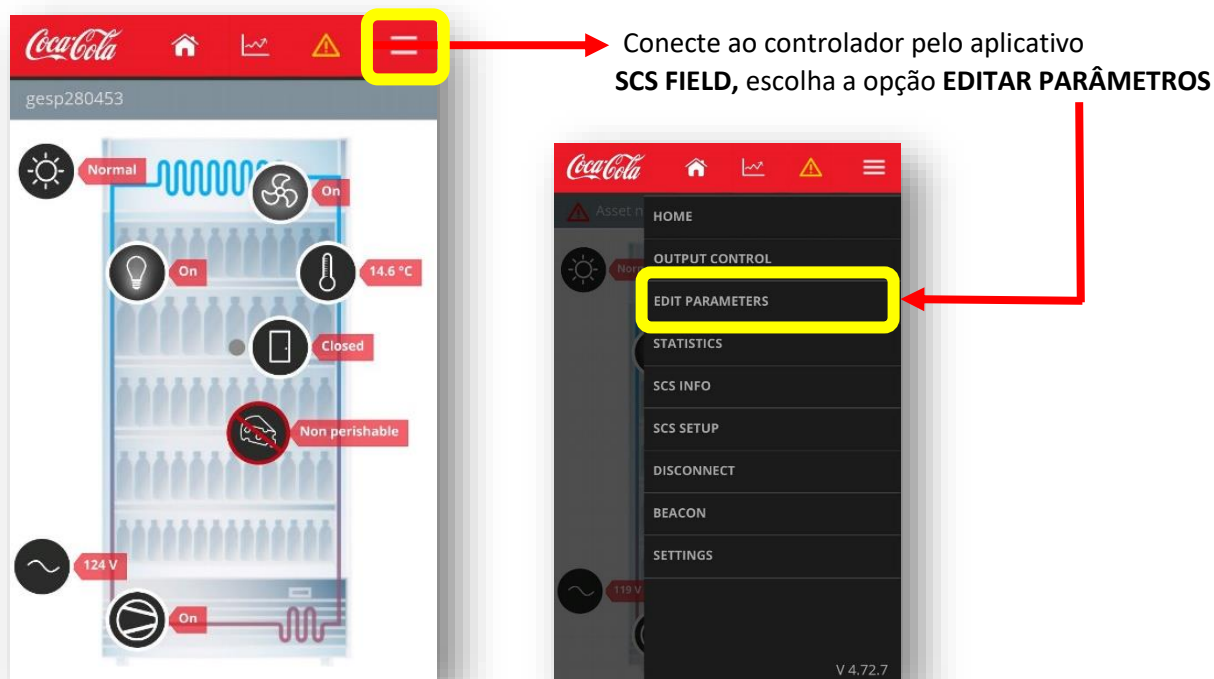 Coca-Cola
gesp280453
Normal
On
On
14.6 °C
Closed
Non perishable
124 V
On
Conecte ao controlador pelo aplicativo
SCS FIELD, escolha a opção EDITAR PARÂMETROS
Coca-Cola
Asset n
HOME
Norm
OUTPUT CONTROL
EDIT PARAMETERS
STATISTICS
SCS INFO
SCS SETUP
DISCONNECT
BEACON
SETTINGS
119 V
V 4.72.7